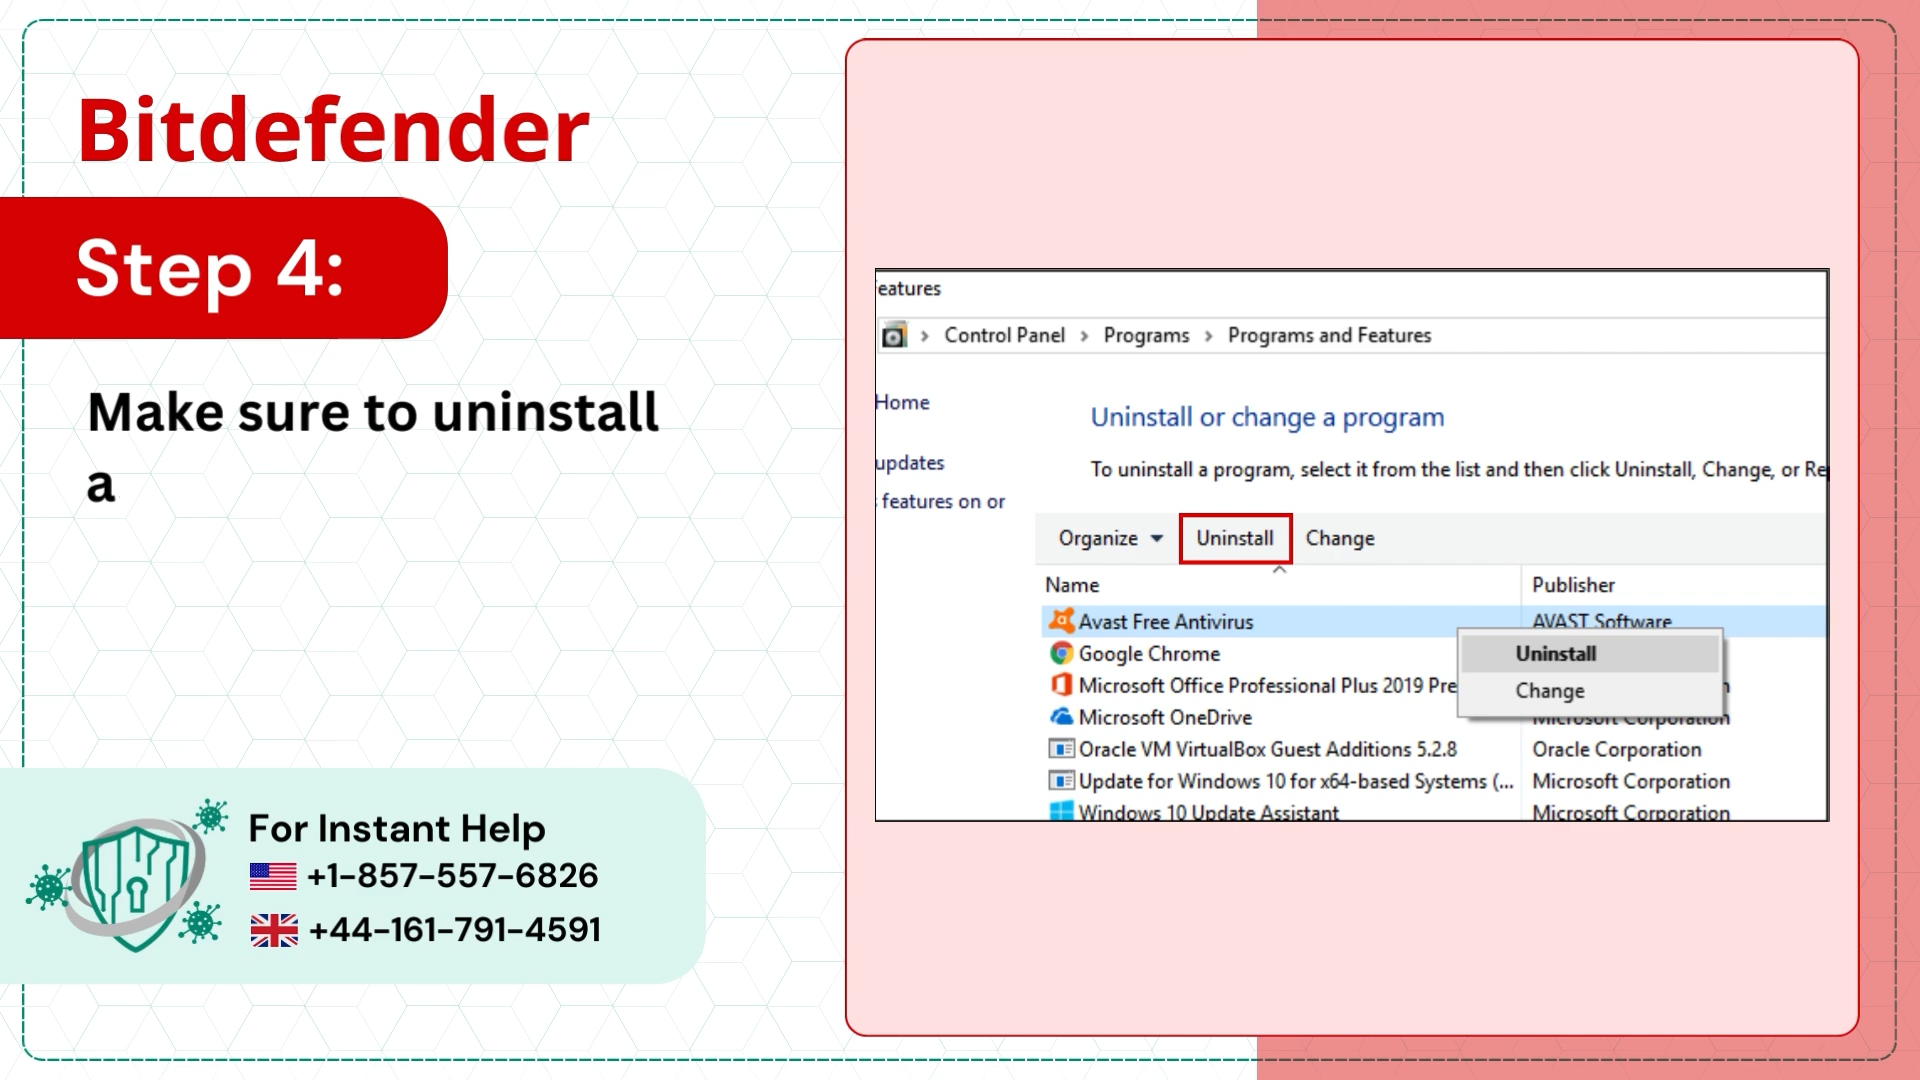 Bitdefender
Step 4:
Make sure to uninstall
a
For Instant Help
+1-857-557-6826
+44-161-791-4591
eatures
Control Panel > Programs > Programs and Features
Home
Uninstall or change a program
updates
To uninstall a program, select it from the list and then click Uninstall, Change, or Re
features on or
Organize Uninstall Change
Name Publisher
Avast Free Antivirus AVAST Software
Google Chrome
Uninstall
Microsoft Office Professional Plus 2019 Pre
Change
Microsoft OneDrive Microsoft Corporation
Oracle VM VirtualBox Guest Additions 5.2.8 Oracle Corporation
Update for Windows 10 for x64-based Systems (... Microsoft Corporation
Windows 10 Update Assistant Microsoft Corporation